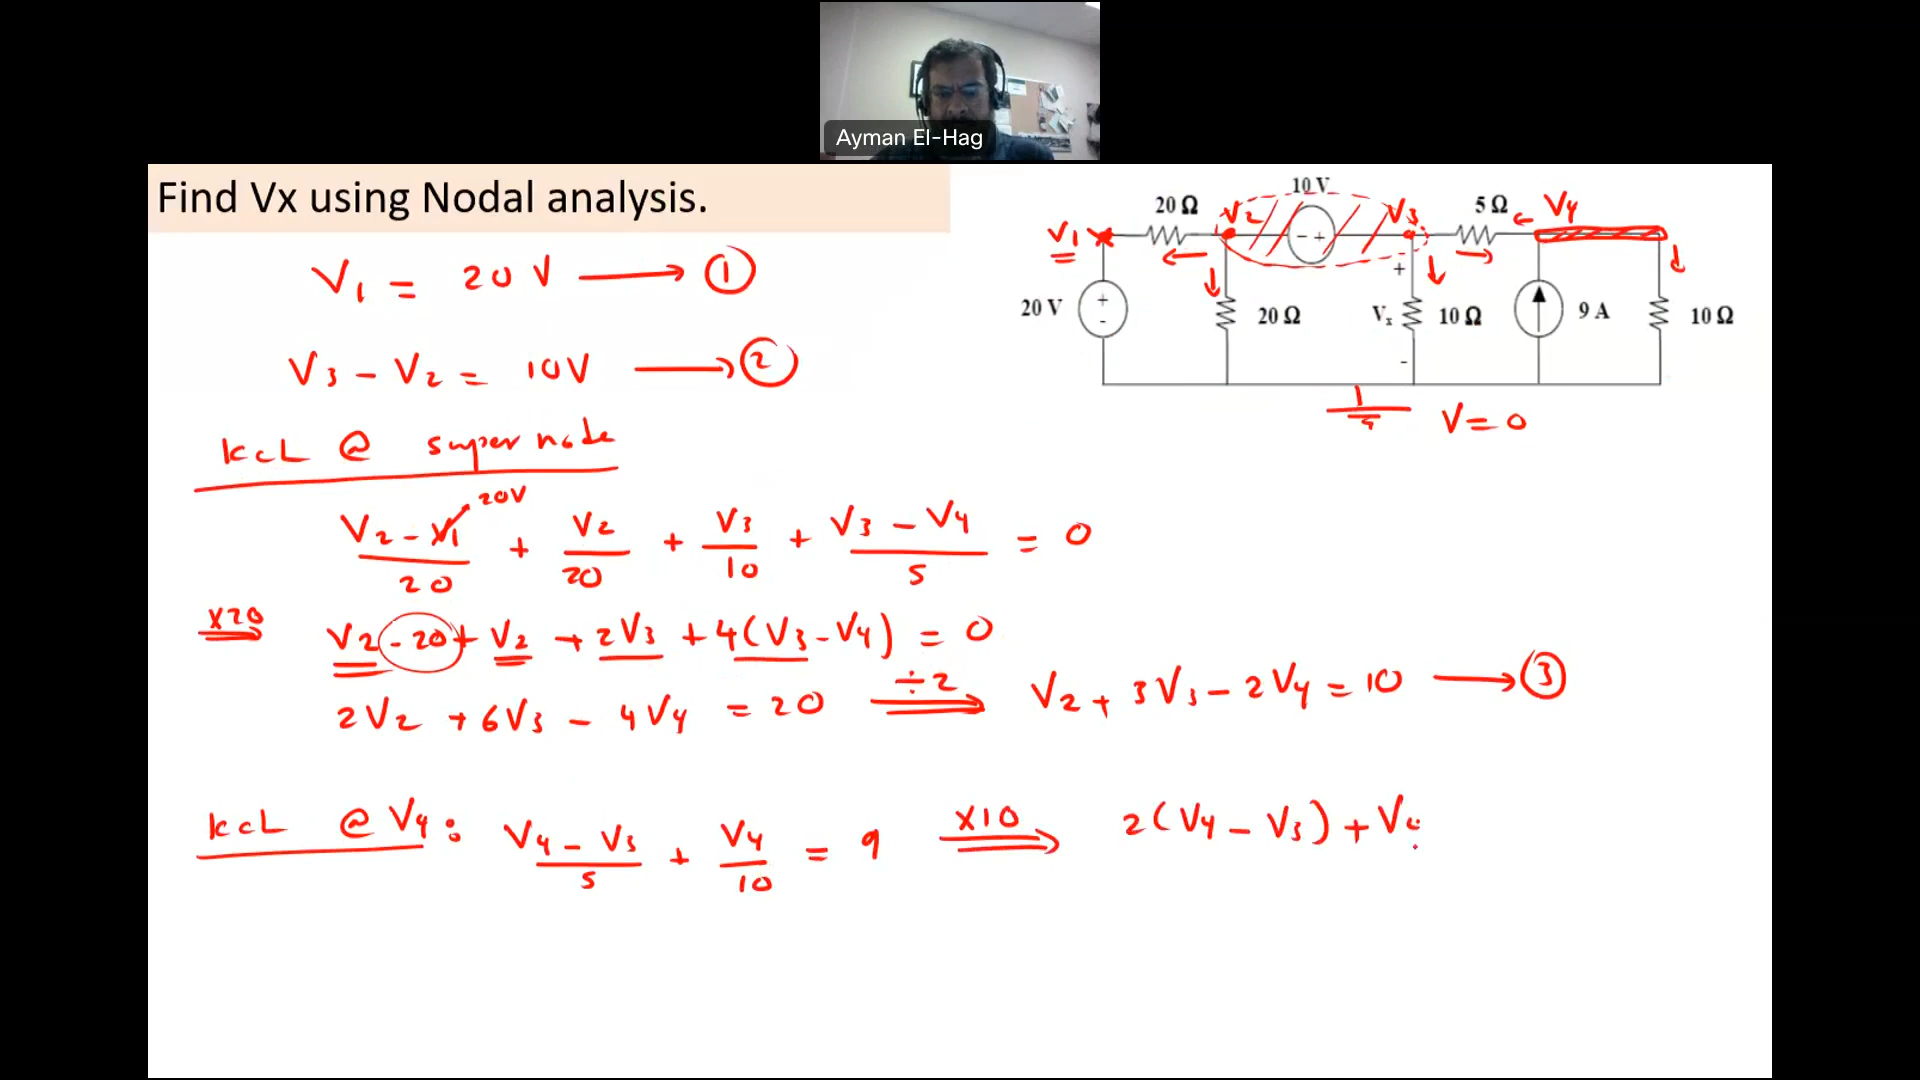 Ayman El-Hag
Find Vx using Nodal analysis.
V1 = 20 V ⟶ ①
V3 - V2 = 10V ⟶ ②
KCL @ super node
20V
(V2 - V1)/20 + V2/20 + V3/10 + (V3 - V4)/5 = 0
×20
V2 - 20 + V2 + 2V3 + 4(V3 - V4) = 0
2V2 + 6V3 - 4V4 = 20 ÷2 ⟹ V2 + 3V3 - 2V4 = 10 ⟶ ③
KCL @ V4: (V4 - V3)/5 + V4/10 = 9 ×10 ⟹ 2(V4 - V3) + V4
10 V
20 Ω V2 V3 5 Ω V4
V1
- +
20 V + - 20 Ω + Vx - 10 Ω 9 A 10 Ω
V = 0